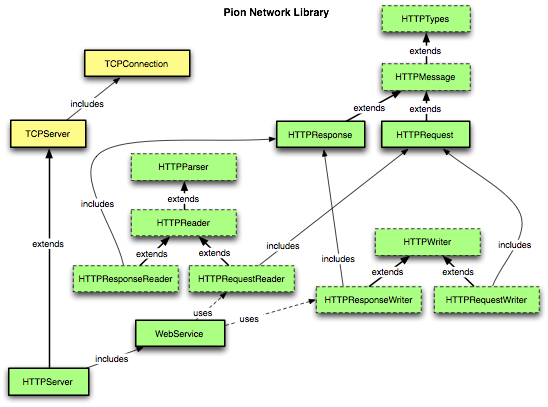 Pion Network Library
HTTPTypes
extends
TCPConnection
HTTPMessage
includes
extends
extends
TCPServer
HTTPResponse
HTTPRequest
HTTPParser
extends
includes
HTTPReader
extends
includes
HTTPWriter
includes
extends
extends
includes
extends
extends
HTTPResponseReader
HTTPRequestReader
HTTPResponseWriter
HTTPRequestWriter
uses
uses
WebService
includes
HTTPServer